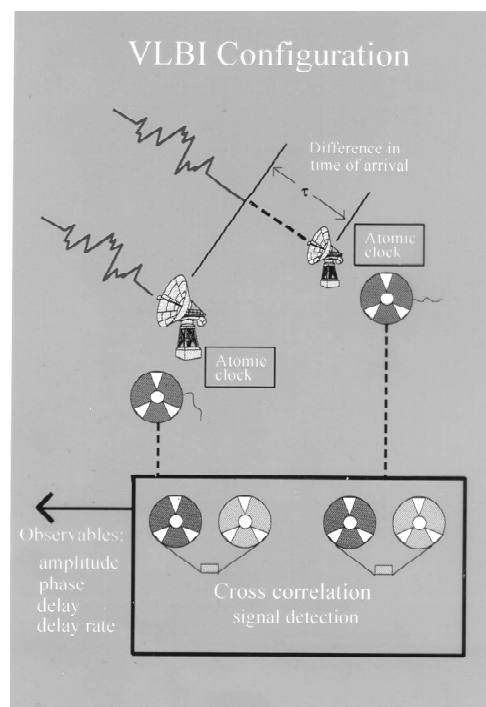 VLBI Configuration
Difference in
time of arrival
τ
Atomic
clock
Atomic
clock
Observables:
amplitude
phase
delay
delay rate
Cross correlation
signal detection